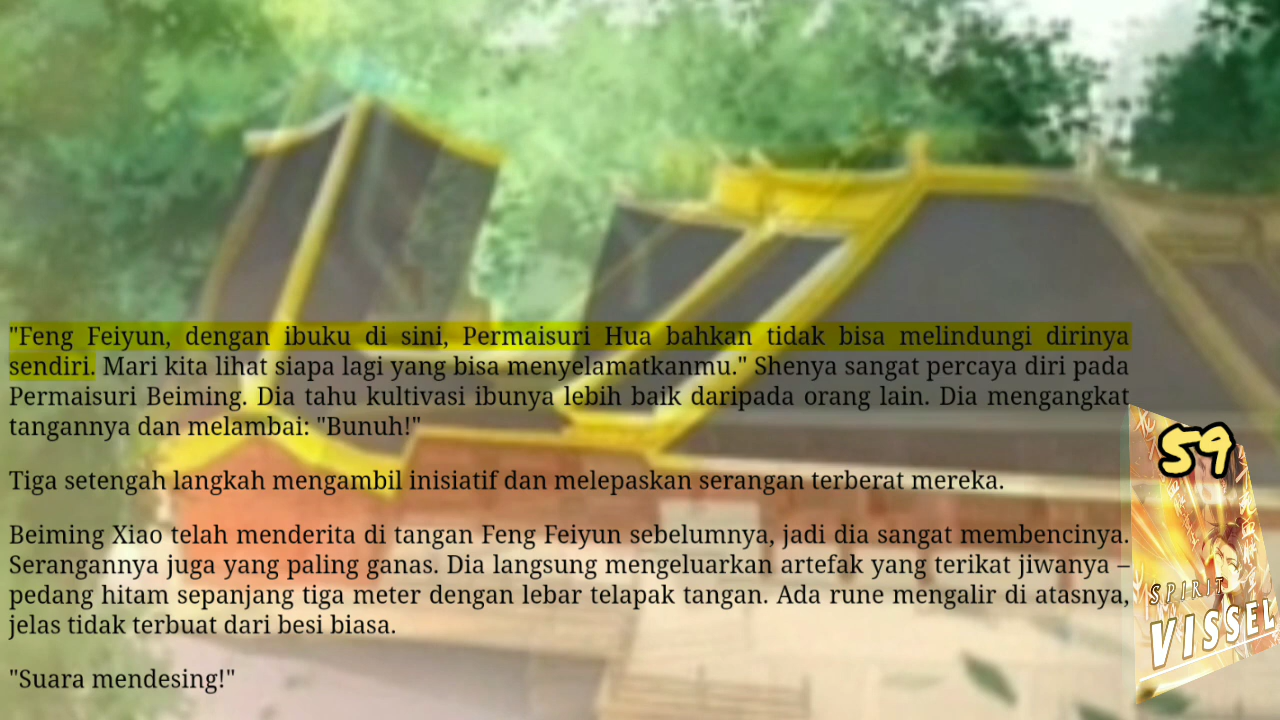 "Feng Feiyun, dengan ibuku di sini, Permaisuri Hua bahkan tidak bisa melindungi dirinya
sendiri. Mari kita lihat siapa lagi yang bisa menyelamatkanmu." Shenya sangat percaya diri pada
Permaisuri Beiming. Dia tahu kultivasi ibunya lebih baik daripada orang lain. Dia mengangkat
tangannya dan melambai: "Bunuh!"
Tiga setengah langkah mengambil inisiatif dan melepaskan serangan terberat mereka.
Beiming Xiao telah menderita di tangan Feng Feiyun sebelumnya, jadi dia sangat membencinya.
Serangannya juga yang paling ganas. Dia langsung mengeluarkan artefak yang terikat jiwanya –
pedang hitam sepanjang tiga meter dengan lebar telapak tangan. Ada rune mengalir di atasnya,
jelas tidak terbuat dari besi biasa.
"Suara mendesing!"
59
SPIRIT
VISSEL